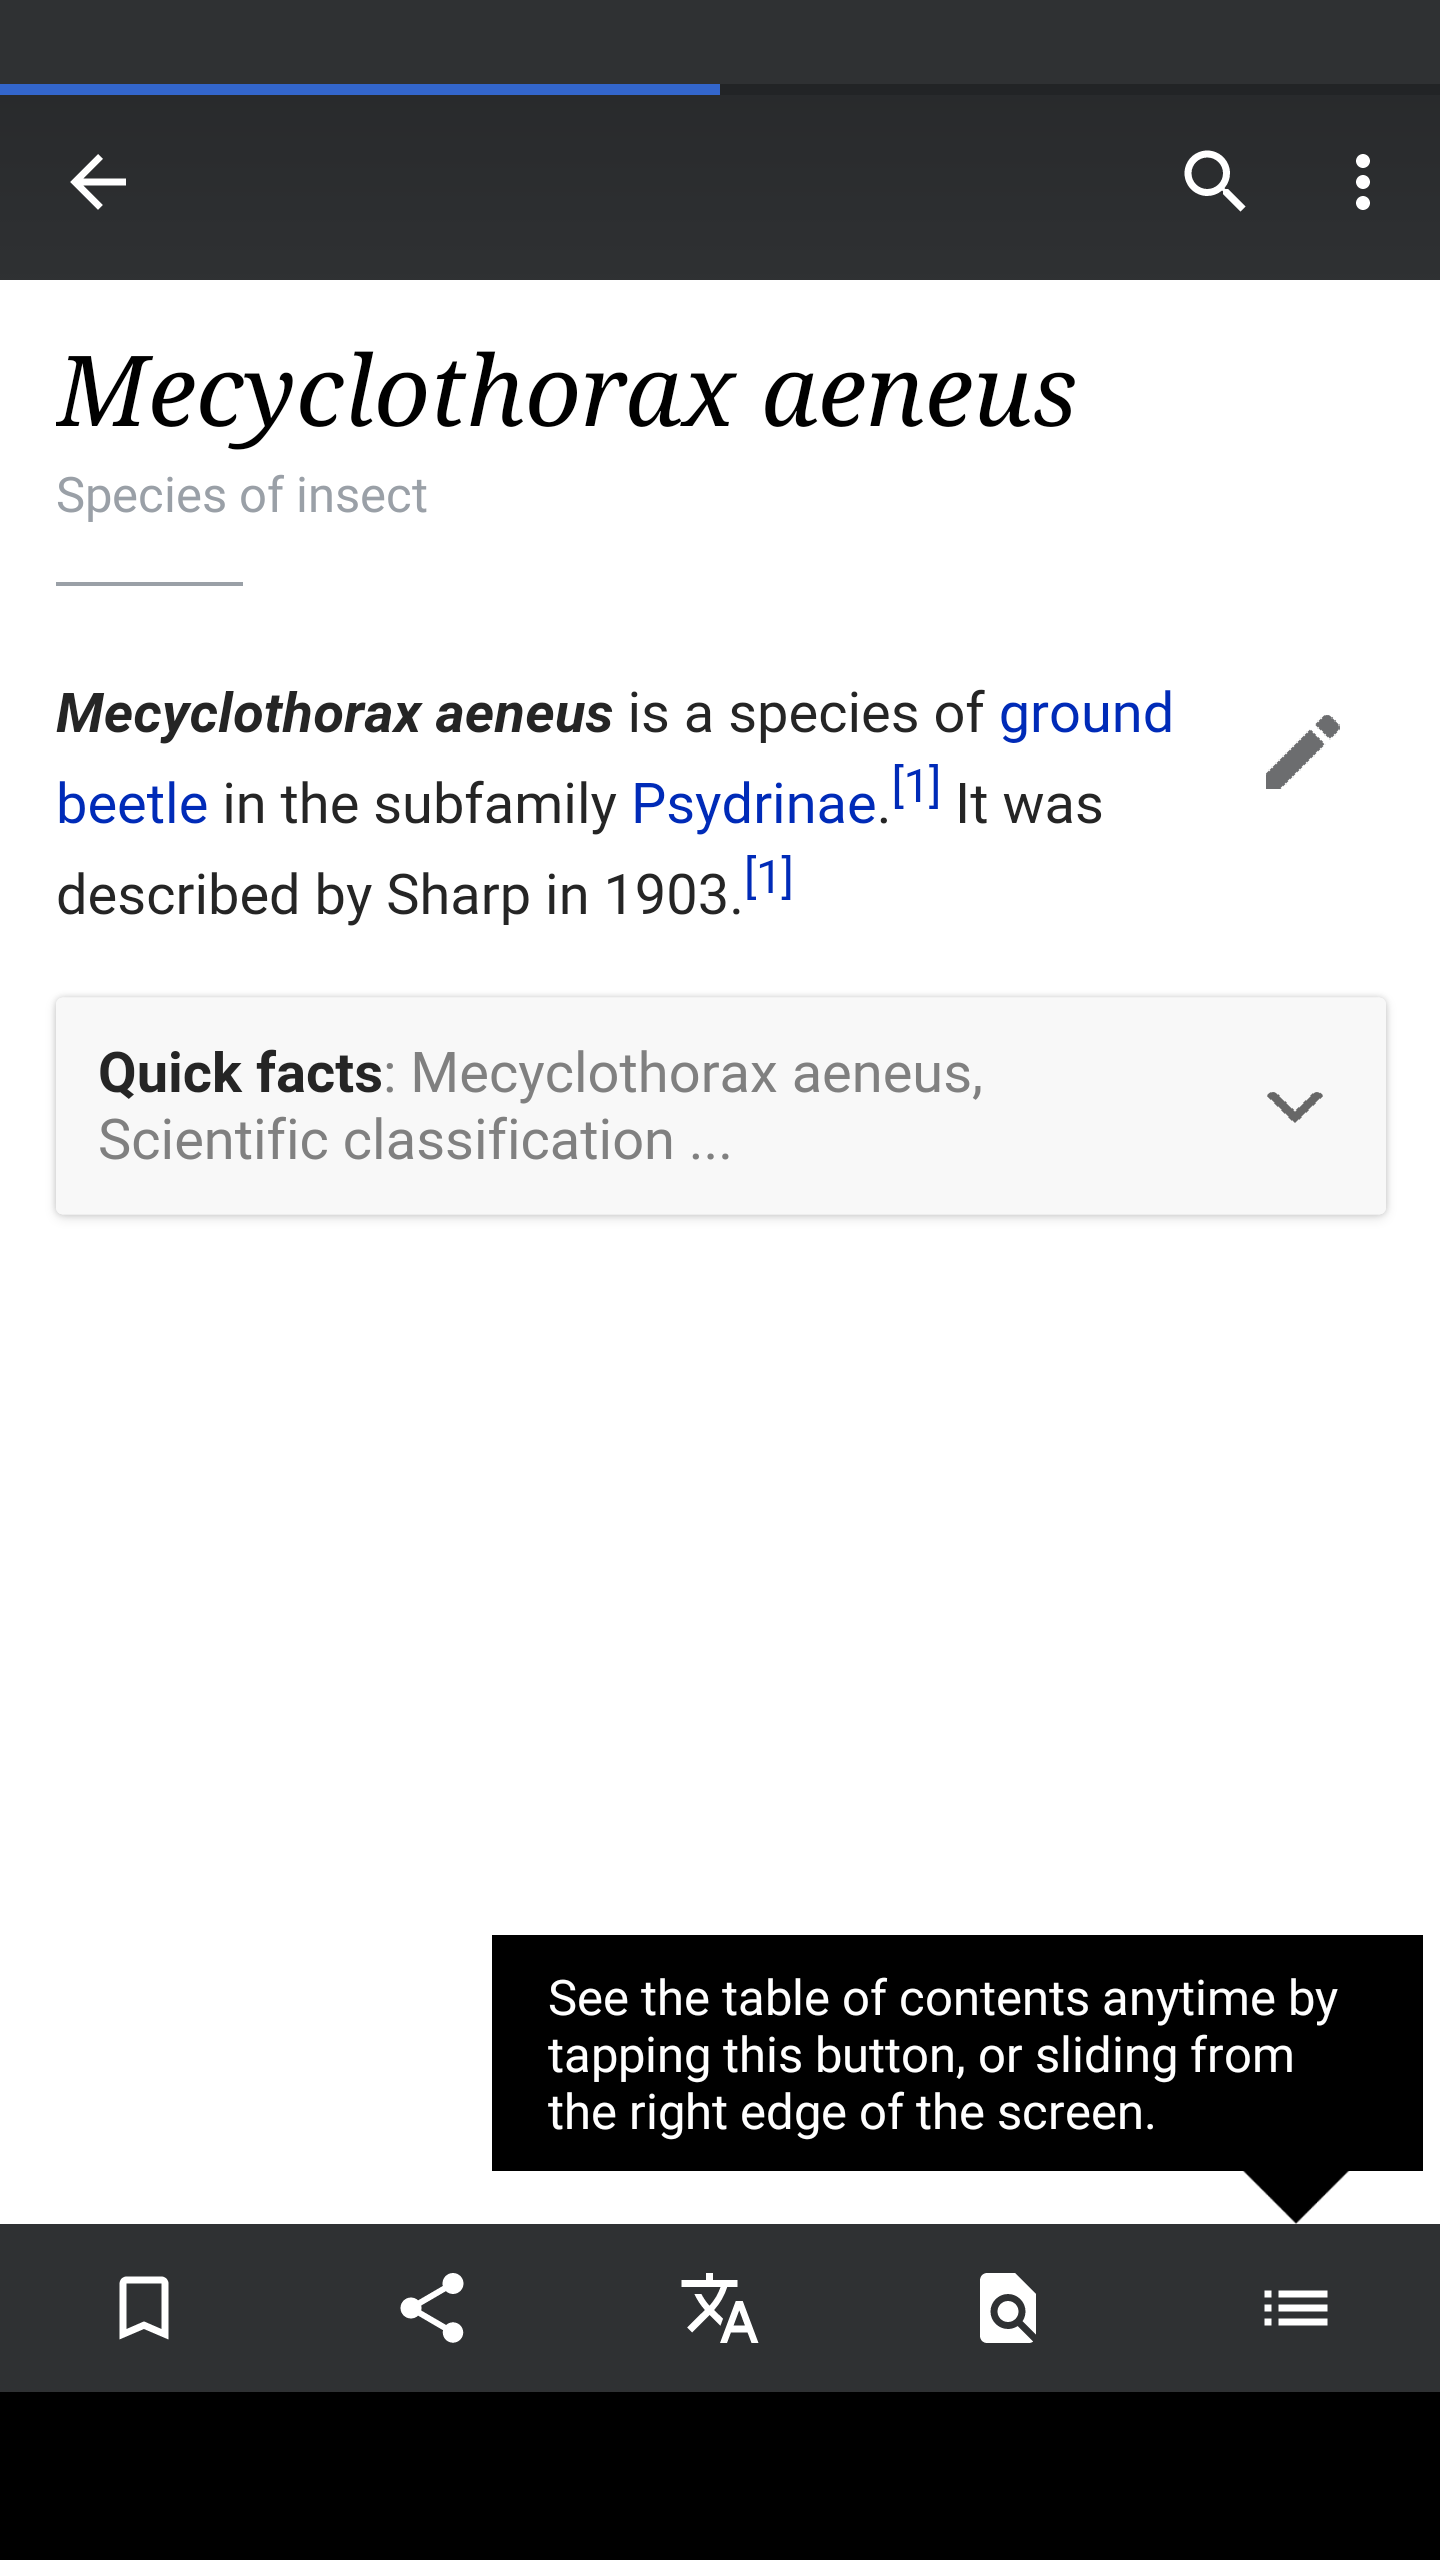 Mecyclothorax aeneus
Species of insect
Mecyclothorax aeneus is a species of ground
beetle in the subfamily Psydrinae.[1] It was
described by Sharp in 1903.[1]
Quick facts: Mecyclothorax aeneus,
Scientific classification ...
See the table of contents anytime by
tapping this button, or sliding from
the right edge of the screen.